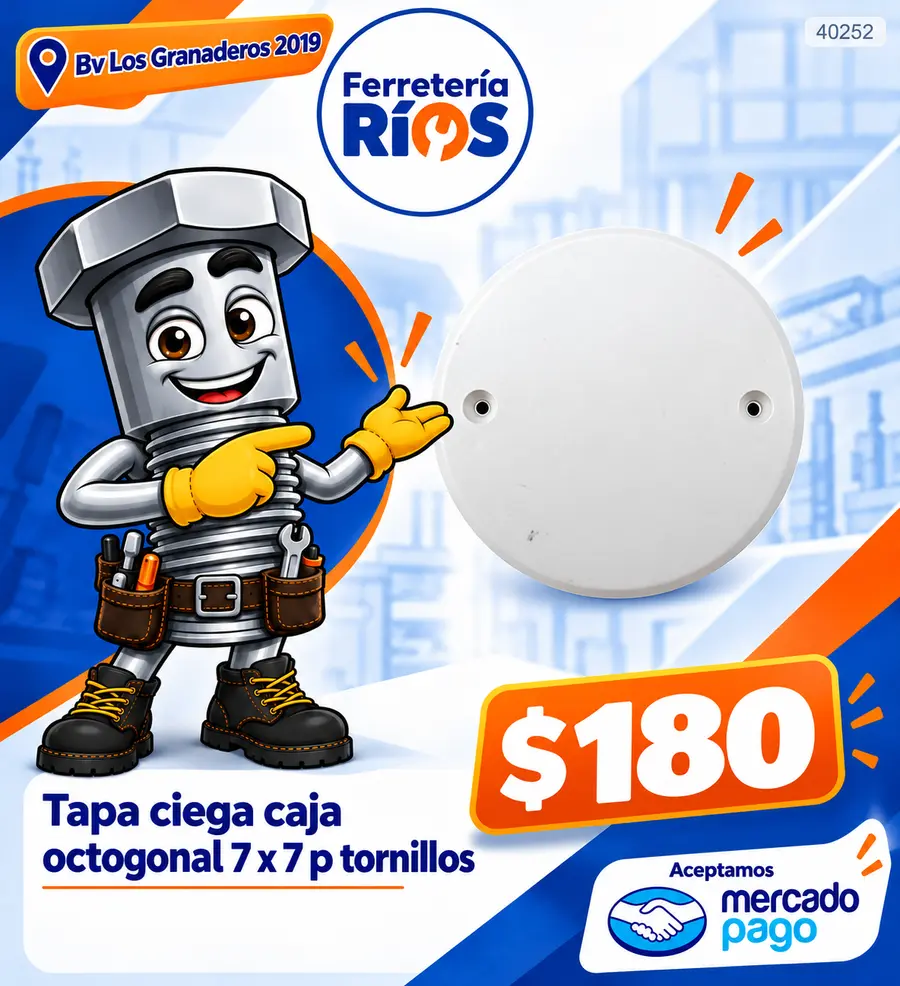 Bv Los Granaderos 2019
40252
Ferretería
RÍOS
$180
Tapa ciega caja
octogonal 7 x 7 p tornillos
Aceptamos
mercado
pago